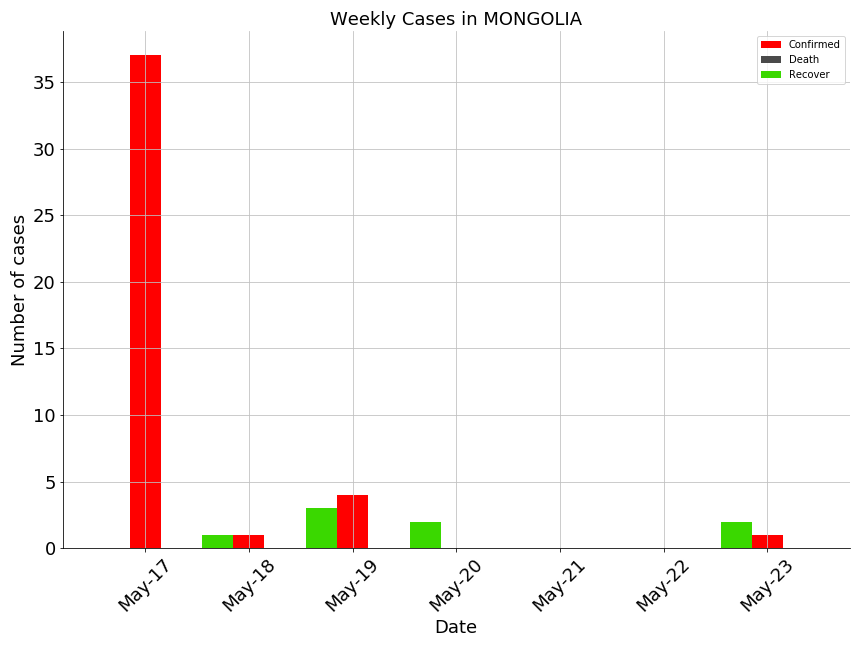 Weekly Cases in MONGOLIA
Confirmed
Death
Recover
Number of cases
35
30
25
20
15
10
5
0
May-17
May-18
May-19
May-20
May-21
May-22
May-23
Date